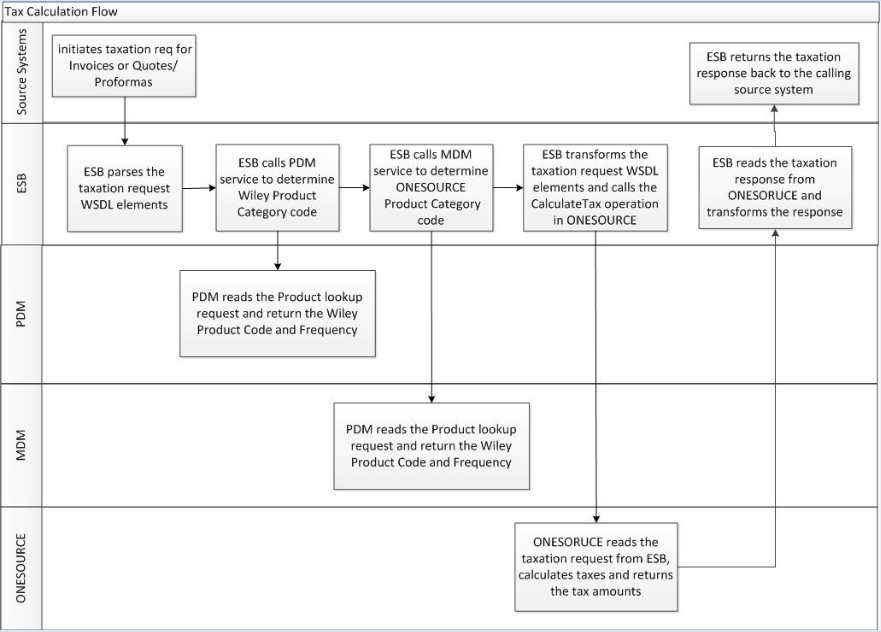 Tax Calculation Flow
Source Systems
initiates taxation req for
Invoices or Quotes/
Proformas
ESB returns the taxation
response back to the calling
source system
ESB
ESB parses the
taxation request
WSDL elements
ESB calls PDM
service to determine
Wiley Product
Category code
ESB calls MDM
service to determine
ONESOURCE
Product Category
code
ESB transforms the
taxation request WSDL
elements and calls the
CalculateTax operation
in ONESOURCE
ESB reads the taxation
response from
ONESORUCE and
transforms the response
PDM
PDM reads the Product lookup
request and return the Wiley
Product Code and Frequency
MDM
PDM reads the Product lookup
request and return the Wiley
Product Code and Frequency
ONESOURCE
ONESORUCE reads the
taxation request from ESB,
calculates taxes and returns
the tax amounts